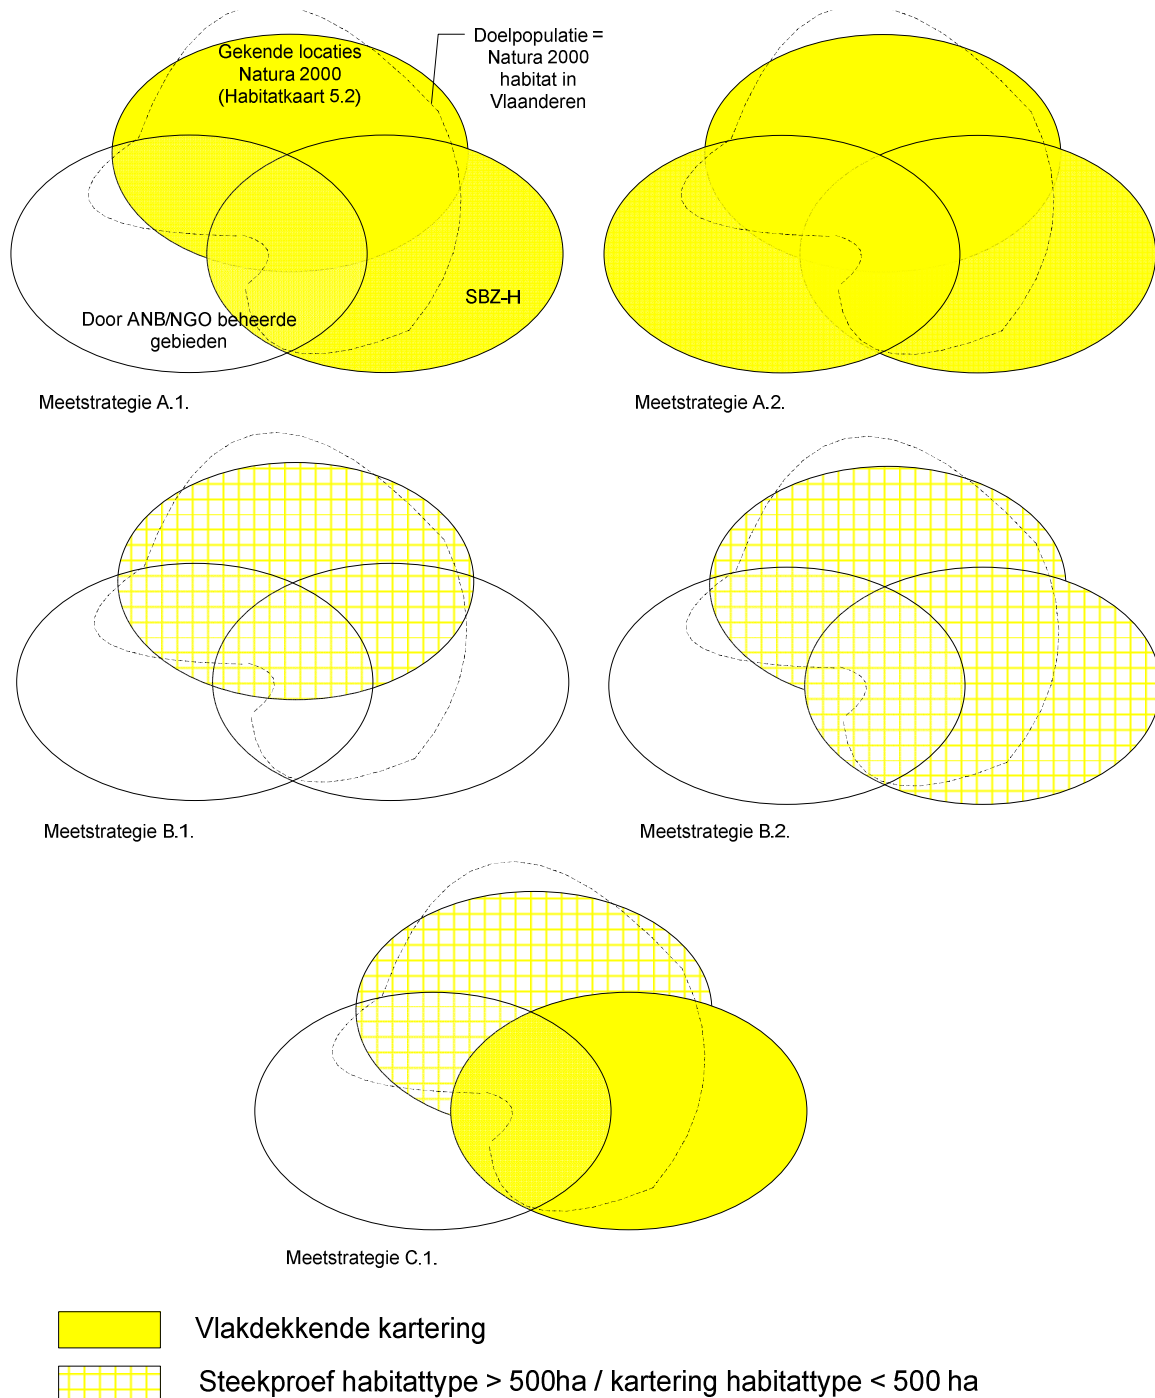 Gekende locaties
Natura 2000
(Habitatkaart 5.2)
Doelpopulatie =
Natura 2000
habitat in
Vlaanderen
SBZ-H
Door ANB/NGO beheerde
gebieden
Meetstrategie A.1.
Meetstrategie A.2.
Meetstrategie B.1.
Meetstrategie B.2.
Meetstrategie C.1.
Vlakdekkende kartering
Steekproef habitattype > 500ha / kartering habitattype < 500 ha